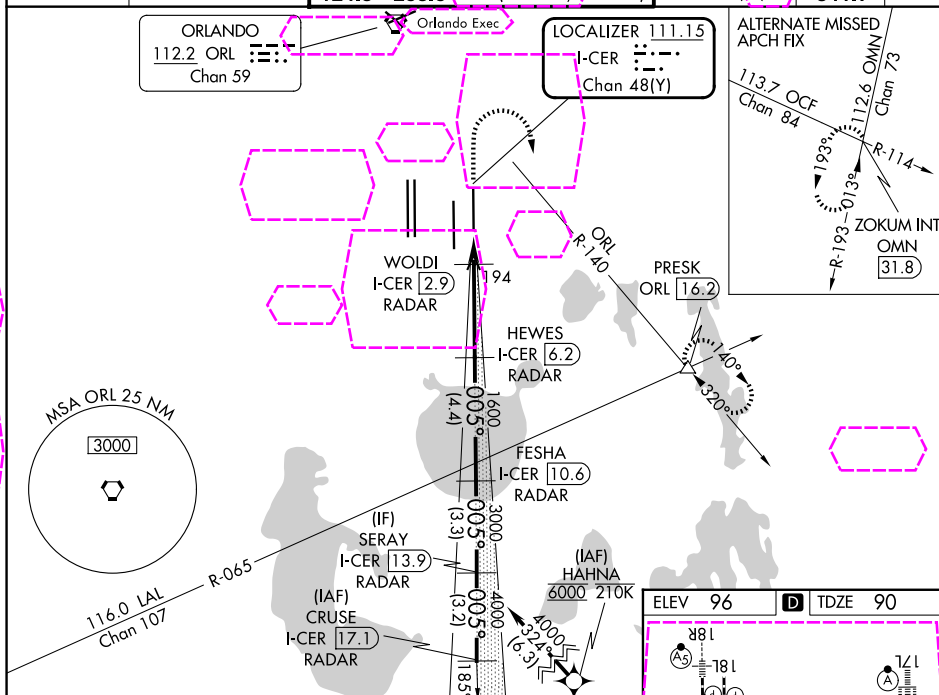 ORLANDO
112.2 ORL
Chan 59
Orlando Exec
LOCALIZER 111.15
I-CER
Chan 48(Y)
ALTERNATE MISSED
APCH FIX
113.7 OCF
Chan 84
112.6 OMN
Chan 73
193°
013°
R-114
R-193
ZOKUM INT
OMN
31.8
ORL
R-140
WOLDI
I-CER 2.9
RADAR
194
PRESK
ORL 16.2
140°
320°
HEWES
I-CER 6.2
RADAR
MSA ORL 25 NM
3000
1600
005°
(4.4)
FESHA
I-CER 10.6
RADAR
3000
005°
(3.3)
(IF)
SERAY
I-CER 13.9
RADAR
R-065
116.0 LAL
Chan 107
(IAF)
CRUSE
I-CER 17.1
RADAR
4000
005°
(3.2)
185°
(IAF)
HAHNA
6000 210K
4000
324°
(6.3)
ELEV 96
D
TDZE 90
18R
A5
18L
17L
A